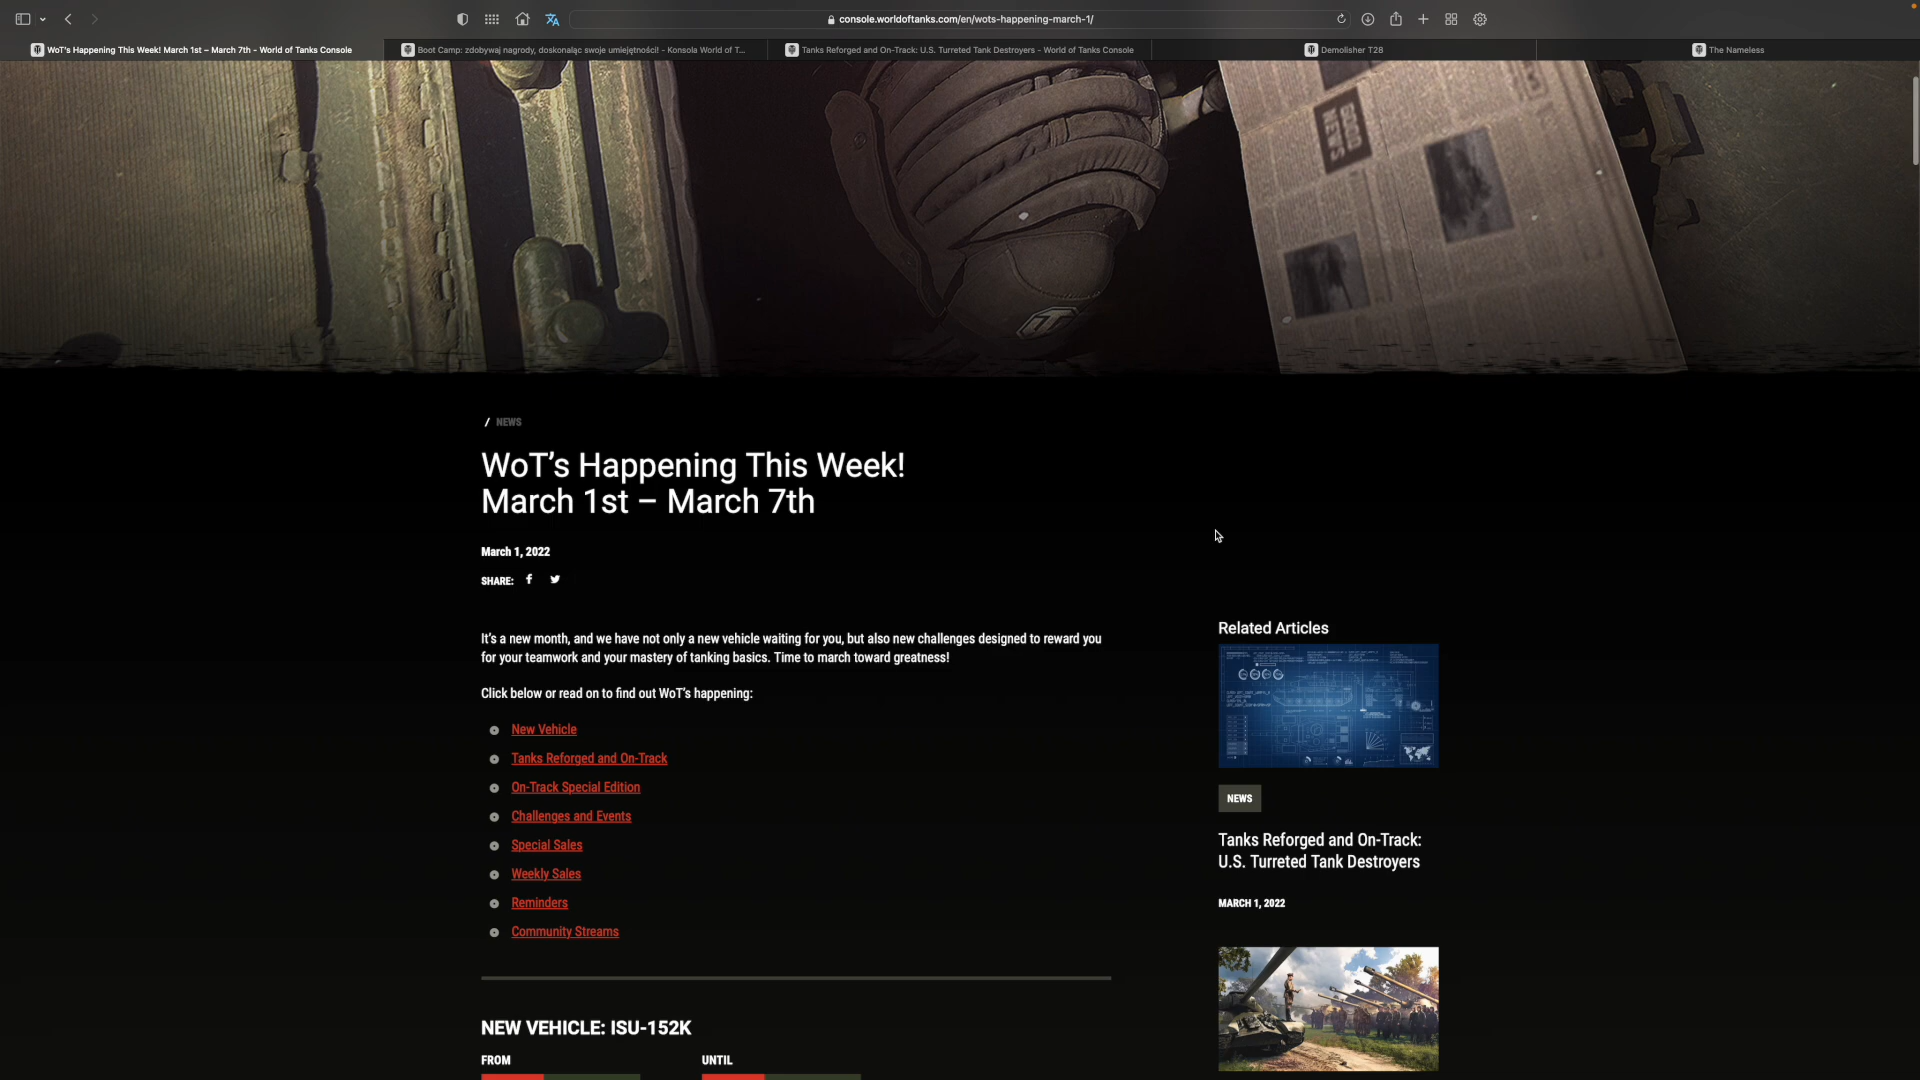 console.worldoftanks.com/en/wots-happening-march-1/
WoT's Happening This Week! March 1st – March 7th - World of Tanks Console
Boot Camp: zdobywaj nagrody, doskonaląc swoje umiejętności! - Konsola World of T...
Tanks Reforged and On-Track: U.S. Turreted Tank Destroyers - World of Tanks Console
Demolisher T28
The Nameless
GOOD
NEWS
/ NEWS
WoT's Happening This Week!
March 1st – March 7th
March 1, 2022
SHARE:
It's a new month, and we have not only a new vehicle waiting for you, but also new challenges designed to reward you
for your teamwork and your mastery of tanking basics. Time to march toward greatness!
Click below or read on to find out WoT's happening:
New Vehicle
Tanks Reforged and On-Track
On-Track Special Edition
Challenges and Events
Special Sales
Weekly Sales
Reminders
Community Streams
NEW VEHICLE: ISU-152K
FROM
UNTIL
Related Articles
NEWS
Tanks Reforged and On-Track:
U.S. Turreted Tank Destroyers
MARCH 1, 2022